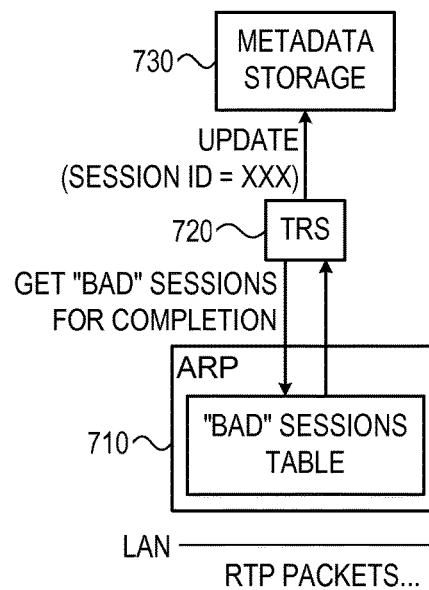 METADATA
STORAGE
730
UPDATE
(SESSION ID = XXX)
720
TRS
GET "BAD" SESSIONS
FOR COMPLETION
ARP
710
"BAD" SESSIONS
TABLE
LAN
RTP PACKETS...